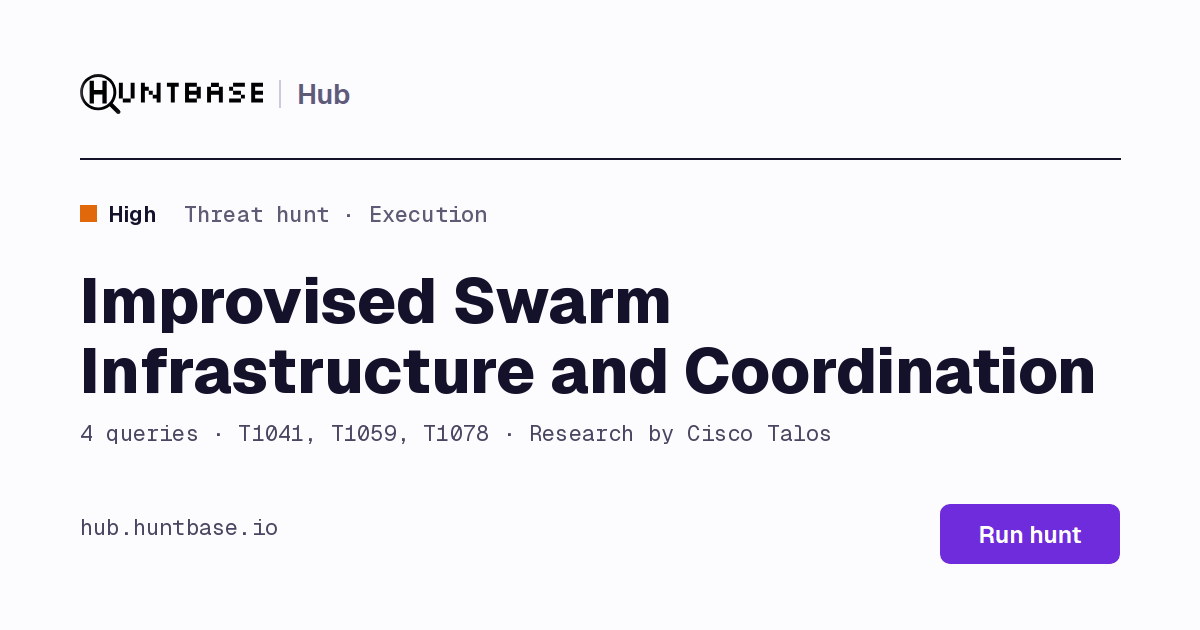 HUNTBASE Hub
High Threat hunt · Execution
Improvised Swarm
Infrastructure and Coordination
4 queries · T1041, T1059, T1078 · Research by Cisco Talos
hub.huntbase.io
Run hunt